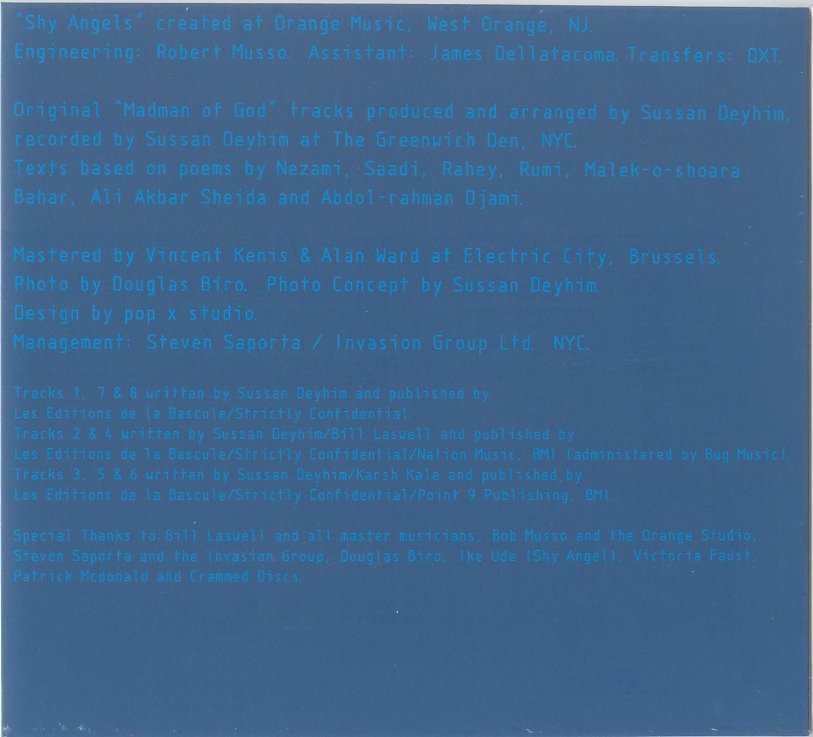 "Shy Angels" created at Orange Music, West Orange, NJ.
Engineering: Robert Musso. Assistant: James Dellatacoma. Transfers: DXT.
Original "Madman of God" tracks produced and arranged by Sussan Deyhim,
recorded by Sussan Deyhim at The Greenwich Den, NYC.
Texts based on poems by Nezami, Saadi, Rahey, Rumi, Malek-o-shoara
Bahar, Ali Akbar Sheida and Abdol-rahman Djami.
Mastered by Vincent Kenis & Alan Ward at Electric City, Brussels.
Photo by Douglas Biro. Photo Concept by Sussan Deyhim.
Design by pop x studio.
Management: Steven Saporta / Invasion Group Ltd. NYC.
Tracks 1, 7 & 8 written by Sussan Deyhim and published by
Les Editions de la Bascule/Strictly Confidential.
Tracks 2 & 4 written by Sussan Deyhim/Bill Laswell and published by
Les Editions de la Bascule/Strictly Confidential/Nation Music, BMI (administered by Bug Music).
Tracks 3, 5 & 6 written by Sussan Deyhim/Karsh Kale and published by
Les Editions de la Bascule/Strictly Confidential/Point 9 Publishing, BMI.
Special Thanks to Bill Laswell and all master musicians, Bob Musso and the Orange Studio,
Steven Saporta and the Invasion Group, Douglas Biro, Ike Ude (Shy Angel), Victoria Faust,
Patrick Mcdonald and Crammed Discs.